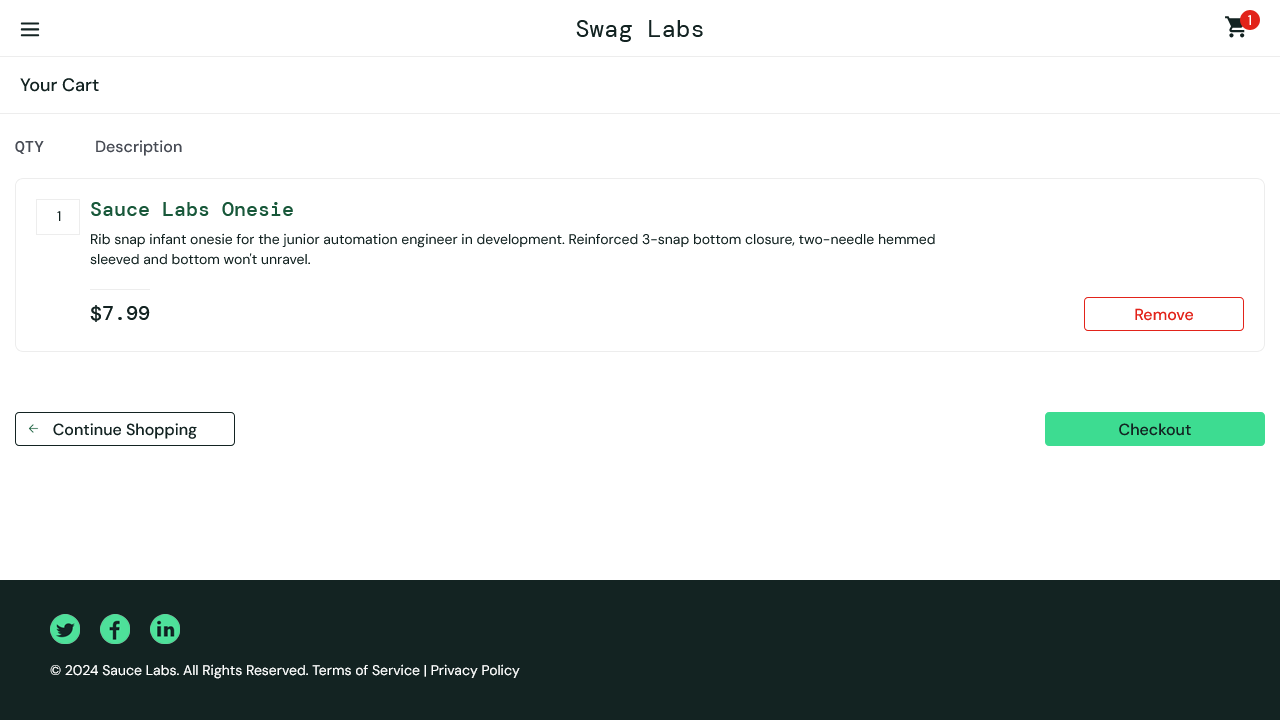 Swag Labs
1
Your Cart
QTY Description
1
Sauce Labs Onesie
Rib snap infant onesie for the junior automation engineer in development. Reinforced 3-snap bottom closure, two-needle hemmed
sleeved and bottom won't unravel.
$7.99
Remove
Continue Shopping
Checkout
© 2024 Sauce Labs. All Rights Reserved. Terms of Service | Privacy Policy